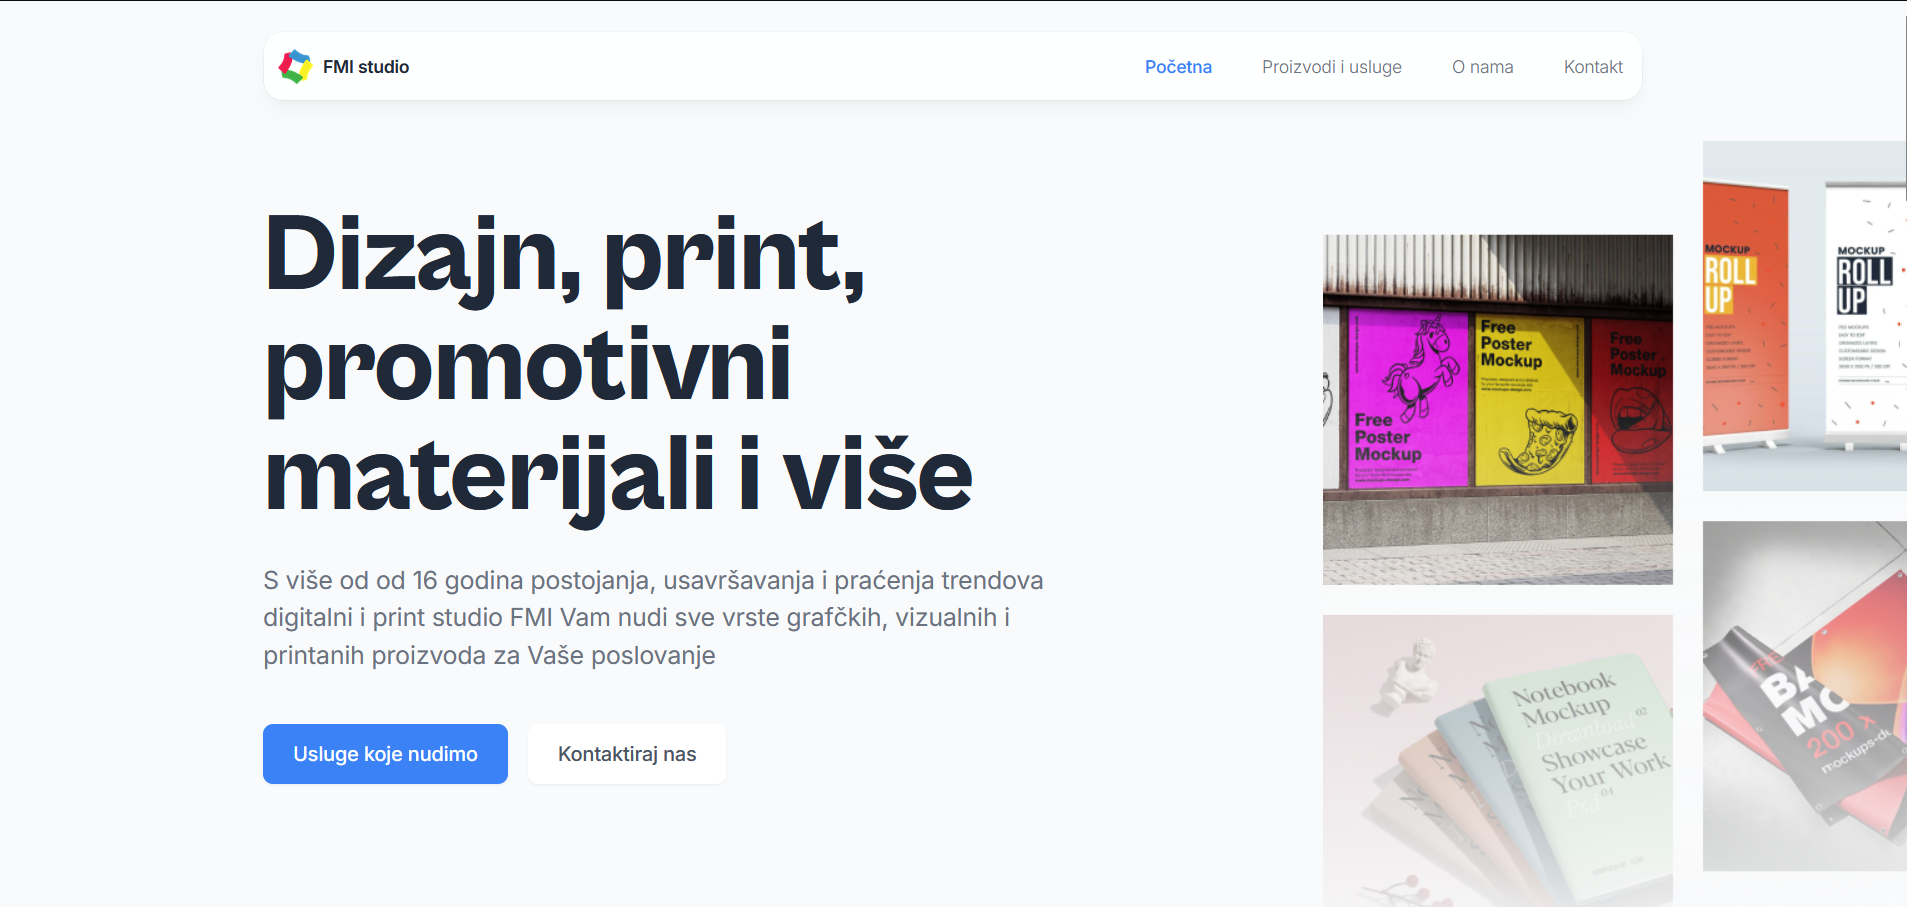 FMI studio
Početna
Proizvodi i usluge
O nama
Kontakt
Dizajn, print,
promotivni
materijali i više
S više od od 16 godina postojanja, usavršavanja i praćenja trendova
digitalni i print studio FMI Vam nudi sve vrste grafčkih, vizualnih i
printanih proizvoda za Vaše poslovanje
Usluge koje nudimo
Kontaktiraj nas
Free
Poster
Mockup
Free
Poster
Mockup
Free
Poster
Mockup
MOCKUP
ROLL
UP
MOCKUP
ROLL
UP
Notebook
Mockup
Download 02
Showcase
Your Work
Psd 04
BA
MO
200 x
mockups-de